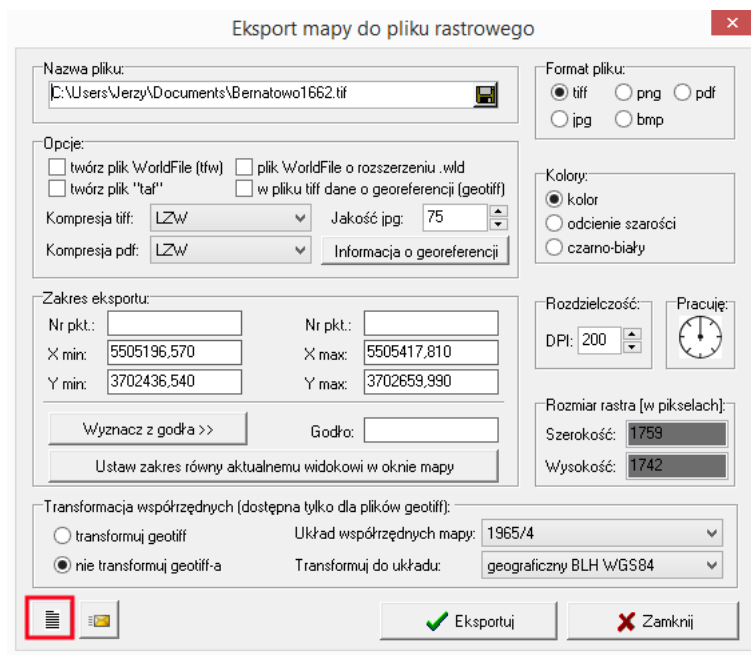 Eksport mapy do pliku rastrowego
Nazwa pliku:
C:\Users\Jerzy\Documents\Bernatowo1662.tif
Format pliku:
tiff png pdf
jpg bmp
Opcje:
twórz plik WorldFile (tfw) plik WorldFile o rozszerzeniu .wld
twórz plik "taf" w pliku tiff dane o georeferencji (geotiff)
Kompresja tiff: LZW Jakość jpg: 75
Kompresja pdf: LZW Informacja o georeferencji
Kolory:
kolor
odcienie szarości
czarno-biały
Zakres eksportu:
Nr pkt.: Nr pkt.:
X min: 5505196,570 X max: 5505417,810
Y min: 3702436,540 Y max: 3702659,990
Wyznacz z godła >> Godło:
Ustaw zakres równy aktualnemu widokowi w oknie mapy
Rozdzielczość: Pracuję:
DPI: 200
Rozmiar rastra [w pikselach]:
Szerokość: 1759
Wysokość: 1742
Transformacja współrzędnych (dostępna tylko dla plików geotiff):
transformuj geotiff Układ współrzędnych mapy: 1965/4
nie transformuj geotiff-a Transformuj do układu: geograficzny BLH WGS84
Eksportuj Zamknij